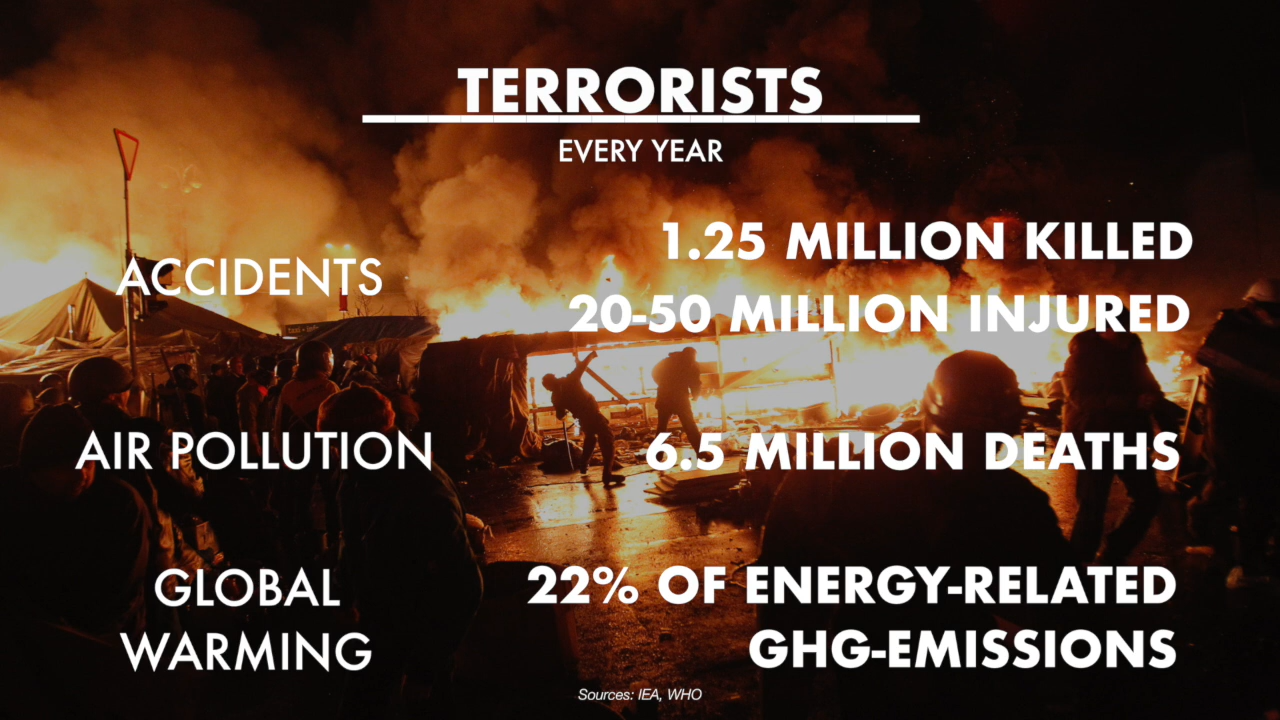 TERRORISTS
EVERY YEAR
ACCIDENTS
1.25 MILLION KILLED
20-50 MILLION INJURED
AIR POLLUTION
6.5 MILLION DEATHS
GLOBAL
WARMING
22% OF ENERGY-RELATED
GHG-EMISSIONS
Sources: IEA, WHO